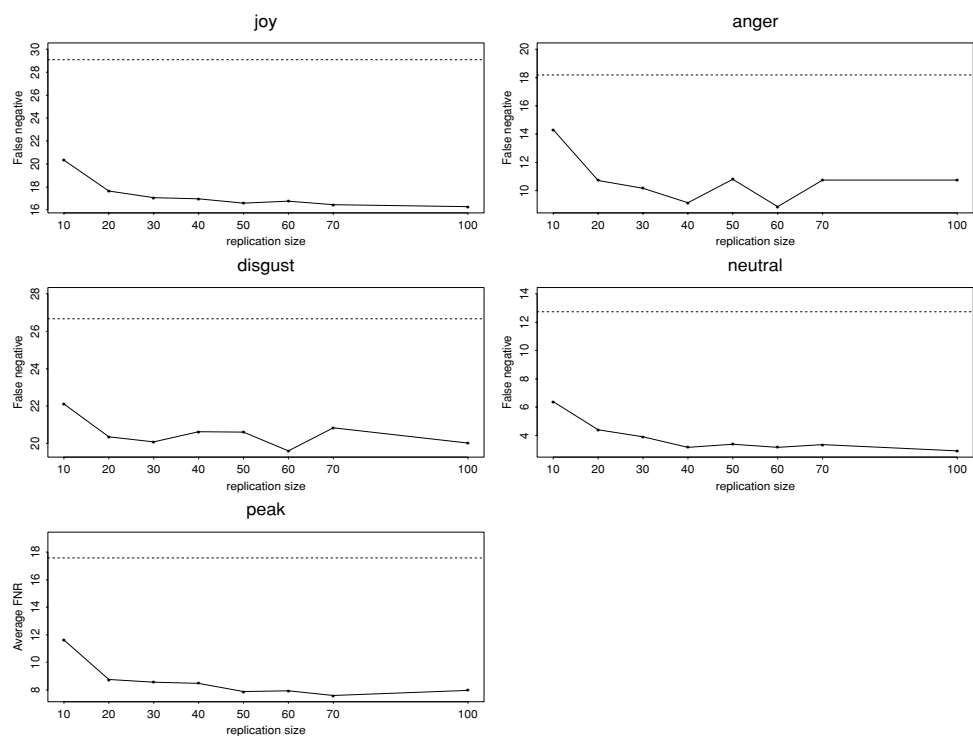 joy
False negative
16 18 20 22 24 26 28 30
10 20 30 40 50 60 70 100
replication size
anger
False negative
10 12 14 16 18 20
10 20 30 40 50 60 70 100
replication size
disgust
False negative
20 22 24 26 28
10 20 30 40 50 60 70 100
replication size
neutral
False negative
4 6 8 10 12 14
10 20 30 40 50 60 70 100
replication size
peak
Average FNR
8 10 12 14 16 18
10 20 30 40 50 60 70 100
replication size